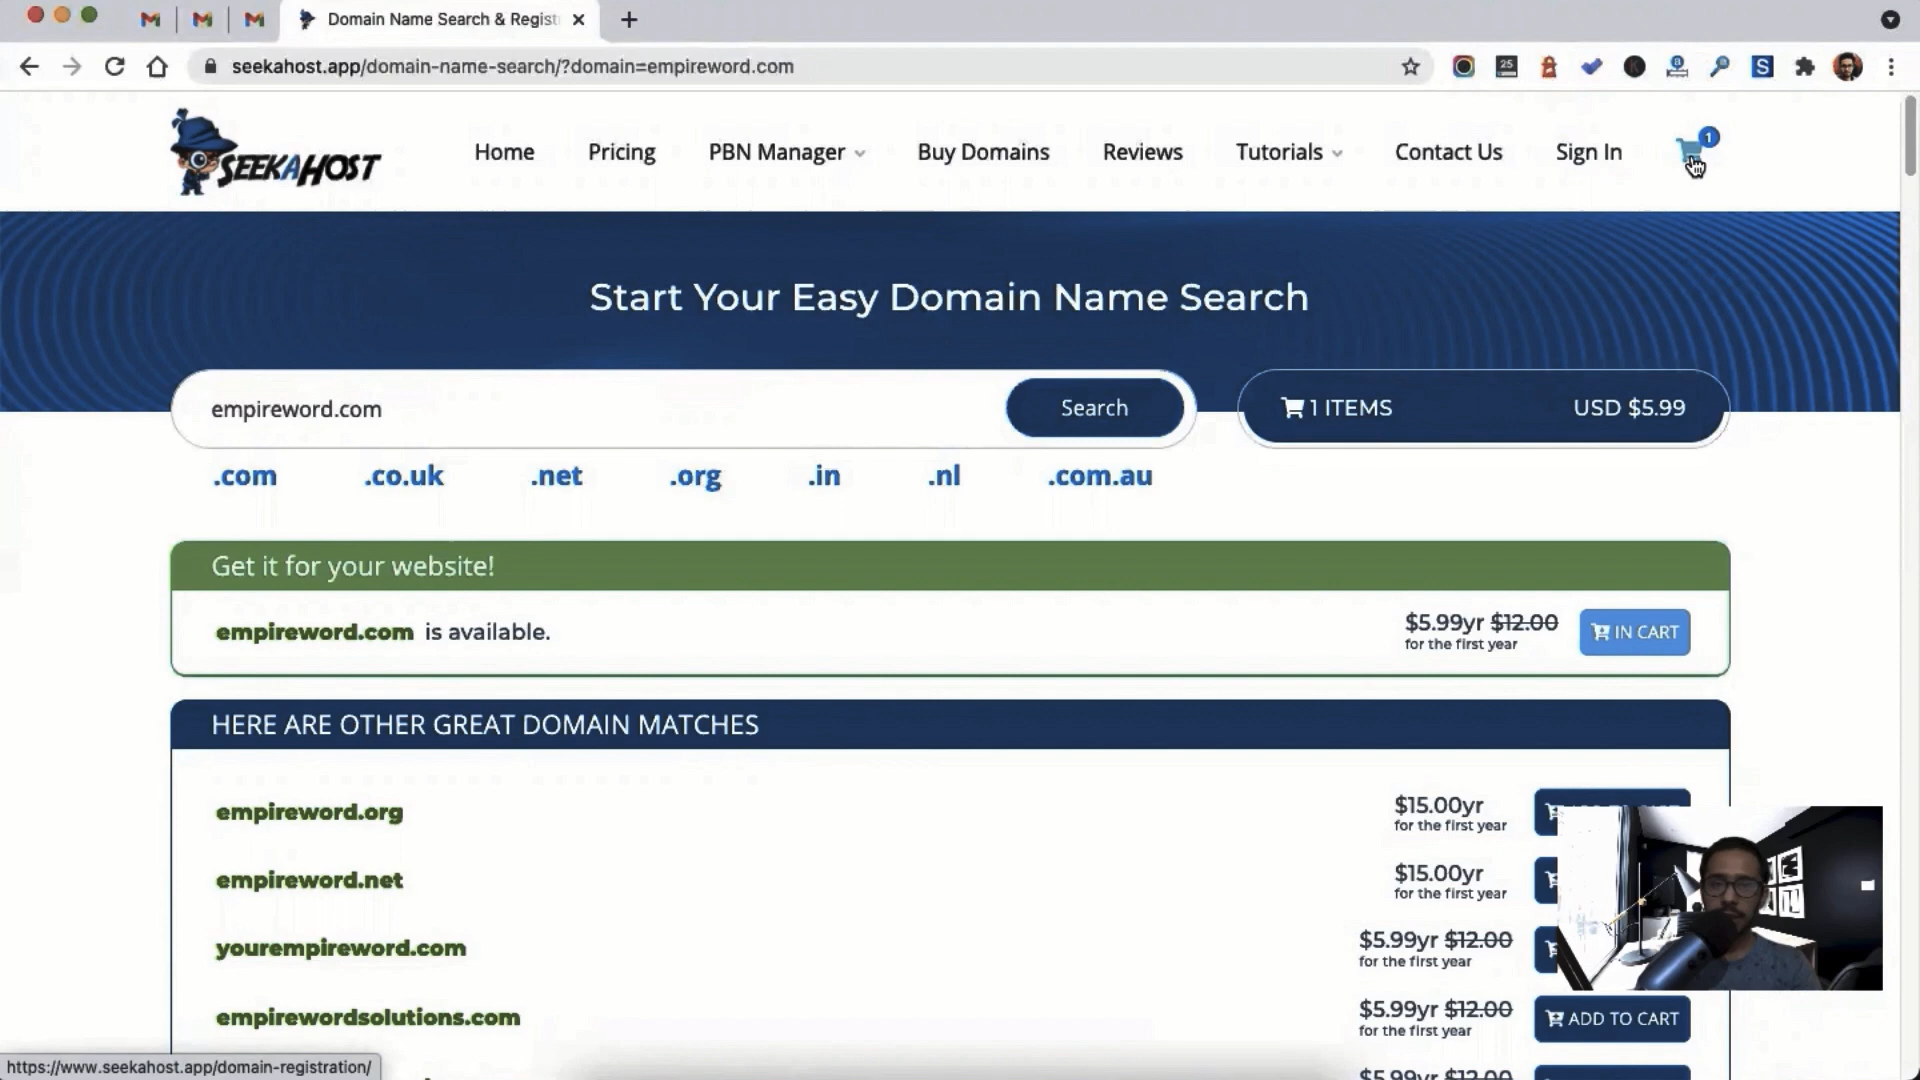 Domain Name Search & Regist
seekahost.app/domain-name-search/?domain=empireword.com
25
S
SEEKAHOST
Home
Pricing
PBN Manager
Buy Domains
Reviews
Tutorials
Contact Us
Sign In
1
Start Your Easy Domain Name Search
empireword.com
Search
1 ITEMS
USD $5.99
.com
.co.uk
.net
.org
.in
.nl
.com.au
Get it for your website!
empireword.com is available.
$5.99yr $12.00
for the first year
IN CART
HERE ARE OTHER GREAT DOMAIN MATCHES
empireword.org
$15.00yr
for the first year
empireword.net
$15.00yr
for the first year
yourempireword.com
$5.99yr $12.00
for the first year
empirewordsolutions.com
$5.99yr $12.00
for the first year
ADD TO CART
$5.99yr $12.00
https://www.seekahost.app/domain-registration/